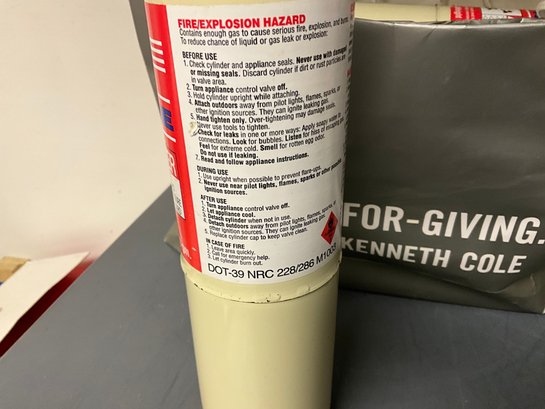 FIRE/EXPLOSION HAZARD
Contains enough gas to cause serious fire, explosion, and burns.
To reduce chance of liquid or gas leak or explosion:
BEFORE USE
1. Check cylinder and appliance seals. Never use with damaged
or missing seals. Discard cylinder if dirt or rust particles are
in valve area.
2. Turn appliance control valve off.
3. Hold cylinder upright while attaching.
4. Attach outdoors away from pilot lights, flames, sparks, or
other ignition sources. They can ignite leaking gas.
5. Hand tighten only. Over-tightening may damage seals.
Never use tools to tighten.
Check for leaks in one or more ways: Apply soapy water to
connections. Look for bubbles. Listen for hiss of escaping gas.
Feel for extreme cold. Smell for rotten egg odor.
Do not use if leaking.
7. Read and follow appliance instructions.
DURING USE
1. Use upright when possible to prevent flare-ups.
2. Never use near pilot lights, flames, sparks or other possible
ignition sources.
AFTER USE
1. Turn appliance control valve off.
2. Let appliance cool.
3. Detach cylinder when not in use.
4. Detach outdoors away from pilot lights, flames, sparks, or
other ignition sources. They can ignite leaking gas.
5. Replace cylinder cap to keep valve clean.
IN CASE OF FIRE
1. Leave area quickly.
2. Call for emergency help.
3. Let cylinder burn out.
DOT-39 NRC 228/286 M1065
FOR-GIVING.
KENNETH COLE